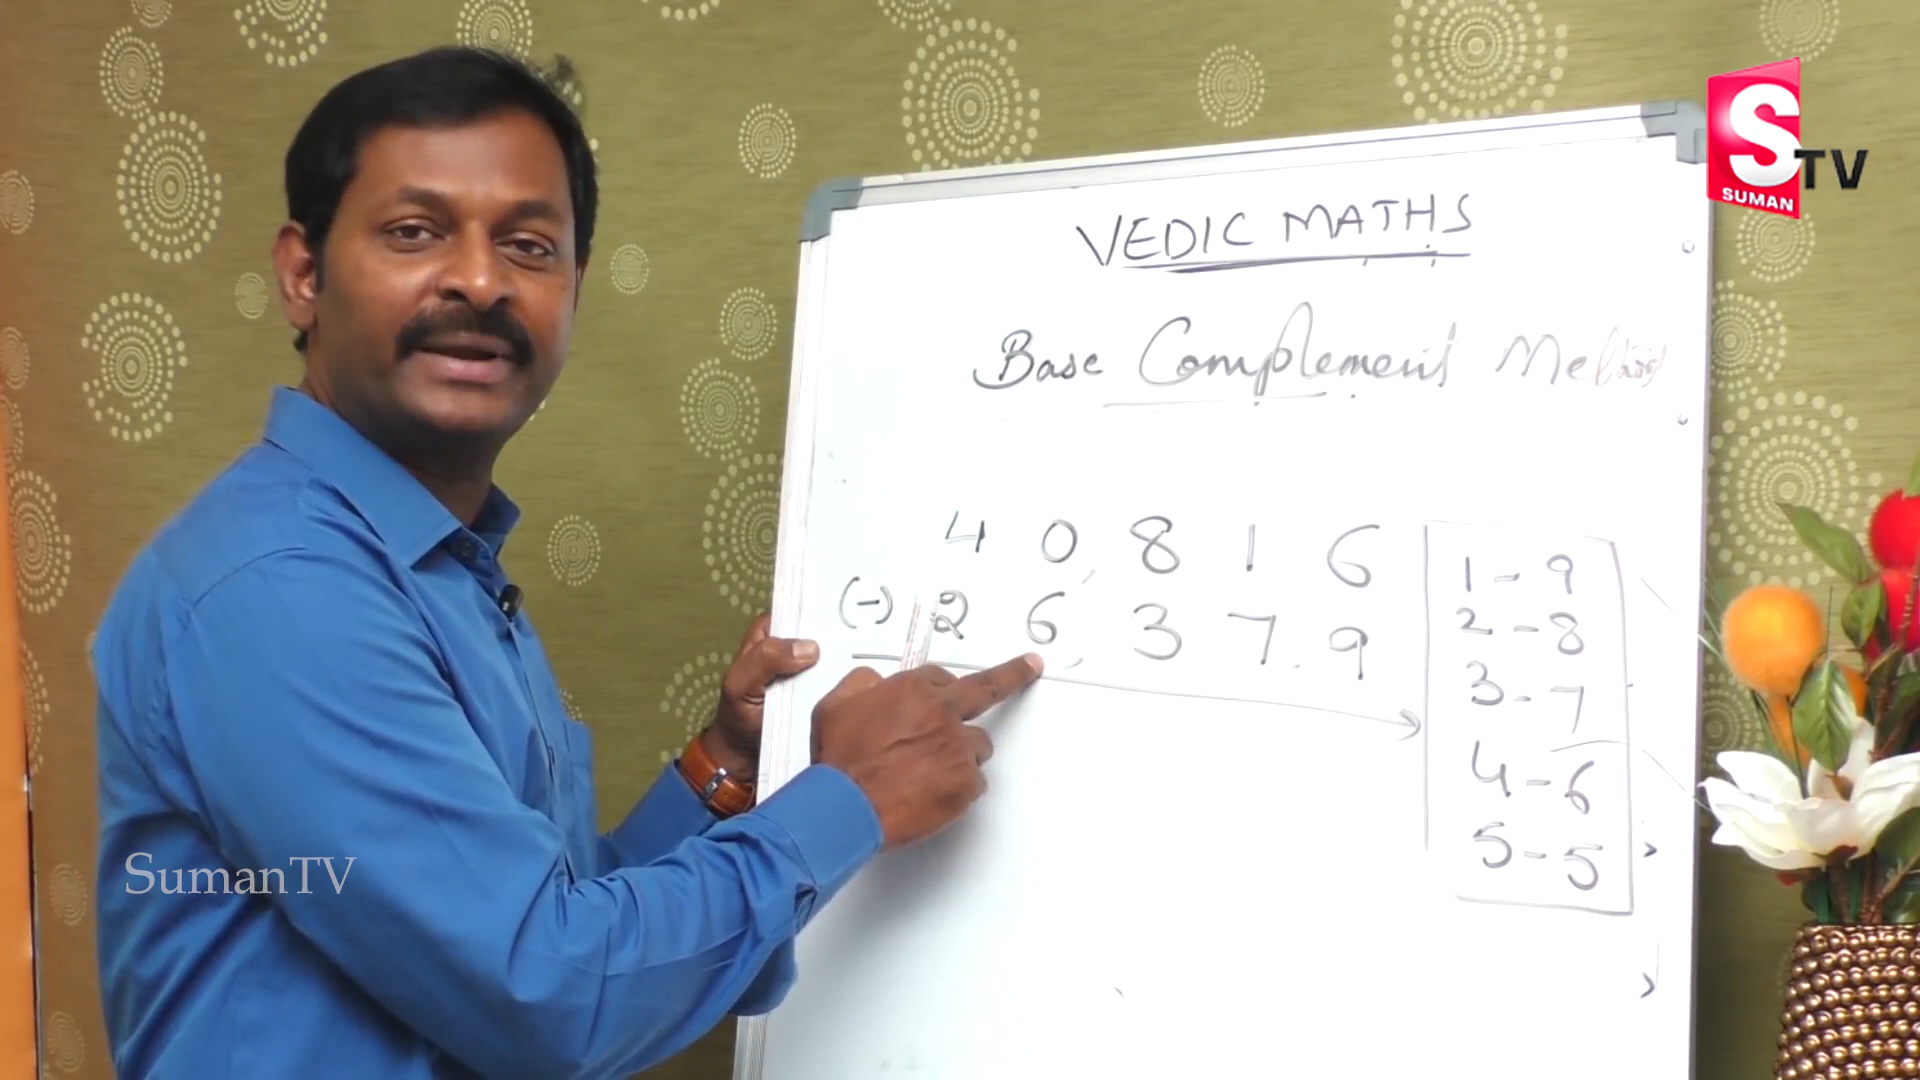 S TV
SUMAN
VEDIC MATHS
Base Complement Method
4 0, 8 1 6
(-) 2 6, 3 7 9
1 - 9
2 - 8
3 - 7
4 - 6
5 - 5
SumanTV